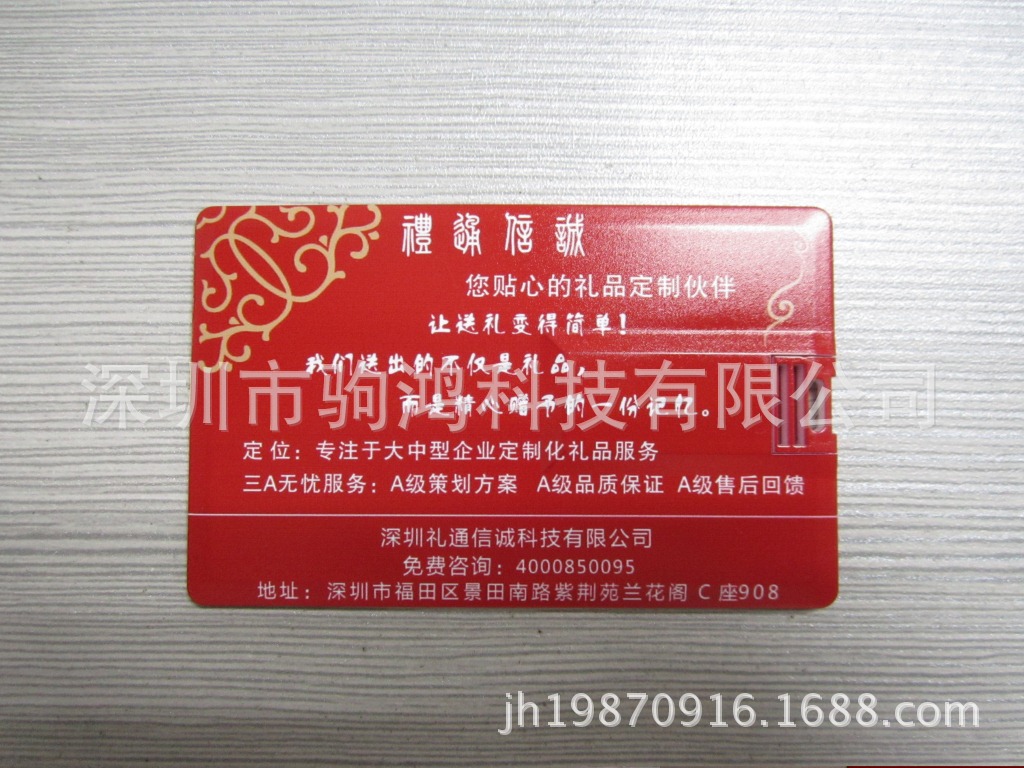 禮通信誠
您贴心的礼品定制伙伴
让送礼变得简单！
我们送出的不仅是礼品，
而是精心赠予的 份记忆。
深圳市驹鸿科技有限公司
定位：专注于大中型企业定制化礼品服务
三A无忧服务：A级策划方案 A级品质保证 A级售后回馈
深圳礼通信诚科技有限公司
免费咨询：4000850095
地址：深圳市福田区景田南路紫荆苑兰花阁 C 座908
jh19870916.1688.com